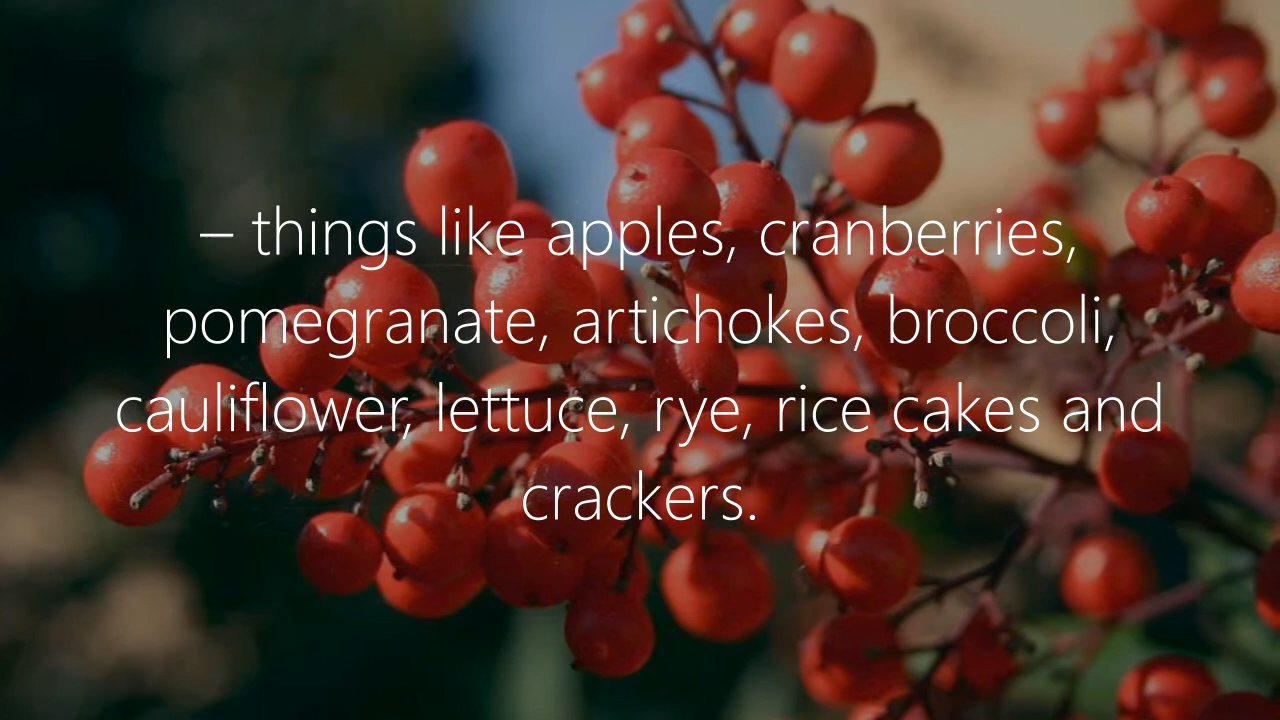 – things like apples, cranberries,
pomegranate, artichokes, broccoli,
cauliflower, lettuce, rye, rice cakes and
crackers.